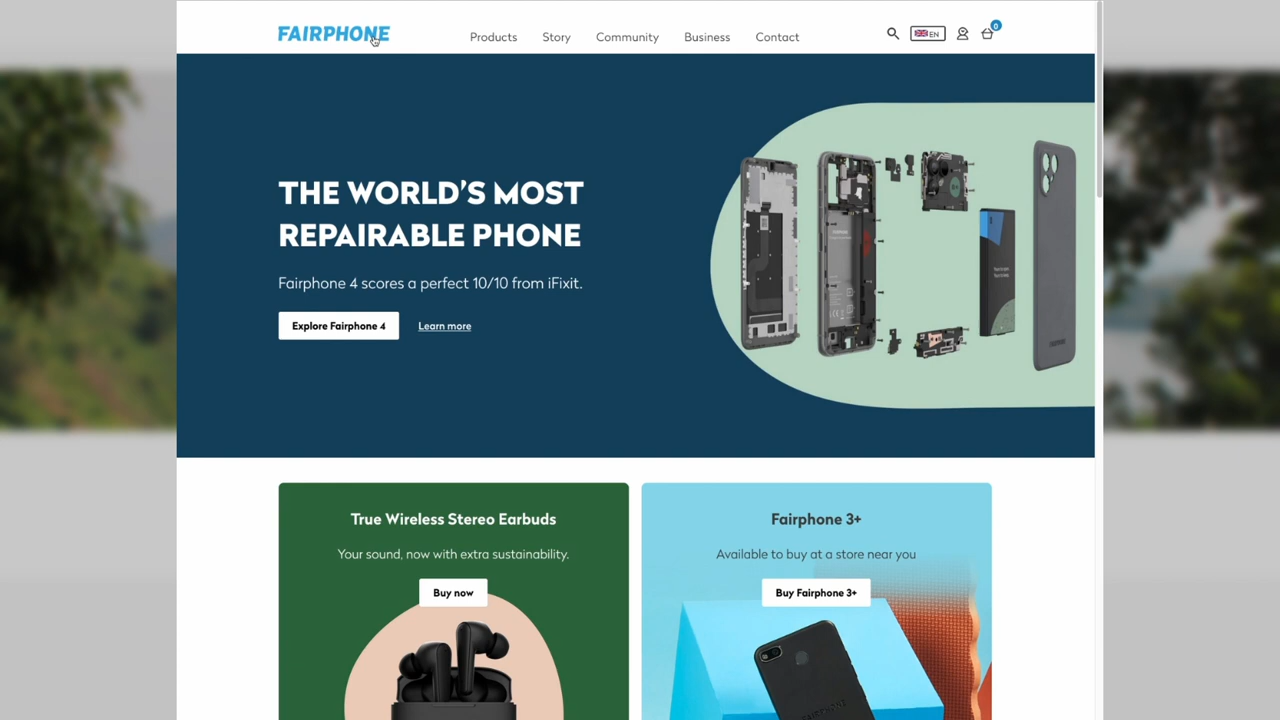 FAIRPHONE
Products Story Community Business Contact
EN
0
THE WORLD'S MOST
REPAIRABLE PHONE
Fairphone 4 scores a perfect 10/10 from iFixit.
Explore Fairphone 4 Learn more
True Wireless Stereo Earbuds
Your sound, now with extra sustainability.
Buy now
Fairphone 3+
Available to buy at a store near you
Buy Fairphone 3+
FAIRPHONE